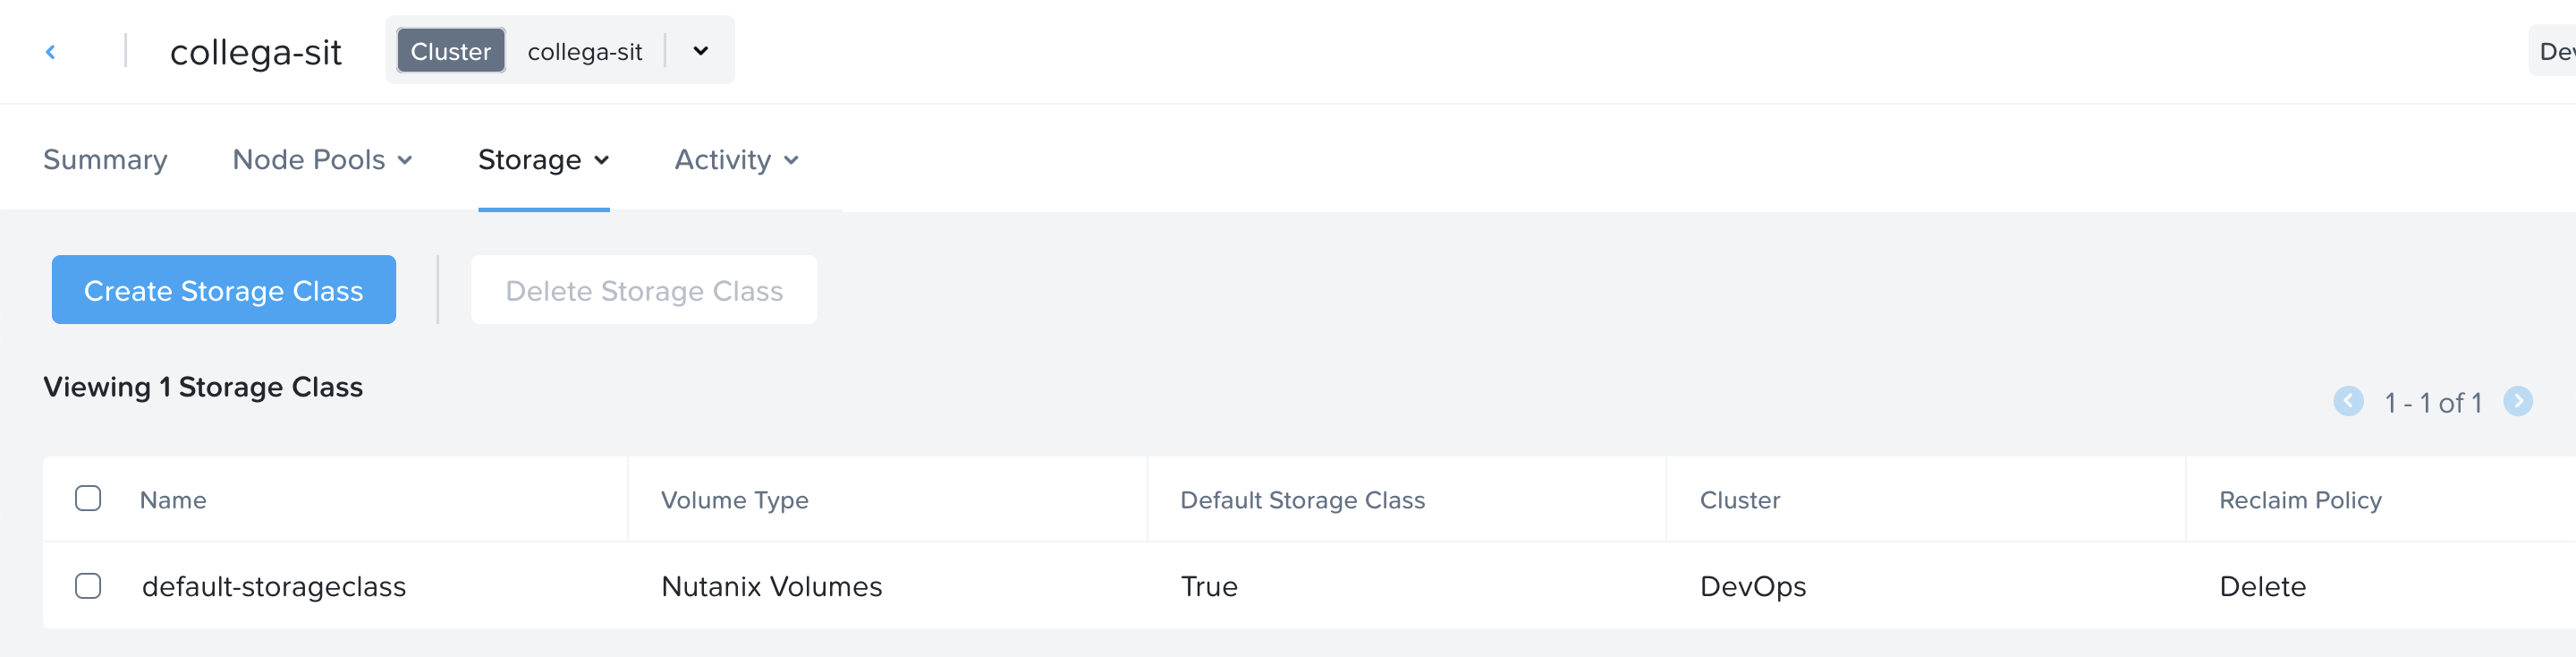 collega-sit Cluster collega-sit
Summary Node Pools Storage Activity
Create Storage Class Delete Storage Class
Viewing 1 Storage Class
1 - 1 of 1
Name Volume Type Default Storage Class Cluster Reclaim Policy
default-storageclass Nutanix Volumes True DevOps Delete